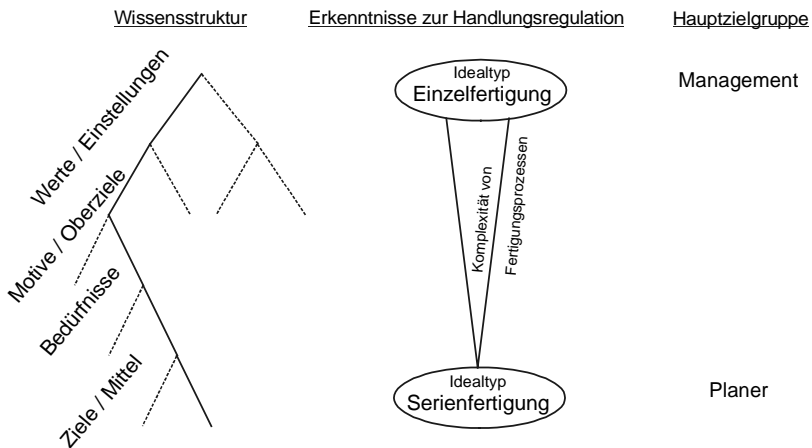 Wissensstruktur
Erkenntnisse zur Handlungsregulation
Hauptzielgruppe
Werte / Einstellungen
Motive / Oberziele
Bedürfnisse
Ziele / Mittel
Idealtyp
Einzelfertigung
Komplexität von
Fertigungsprozessen
Idealtyp
Serienfertigung
Management
Planer